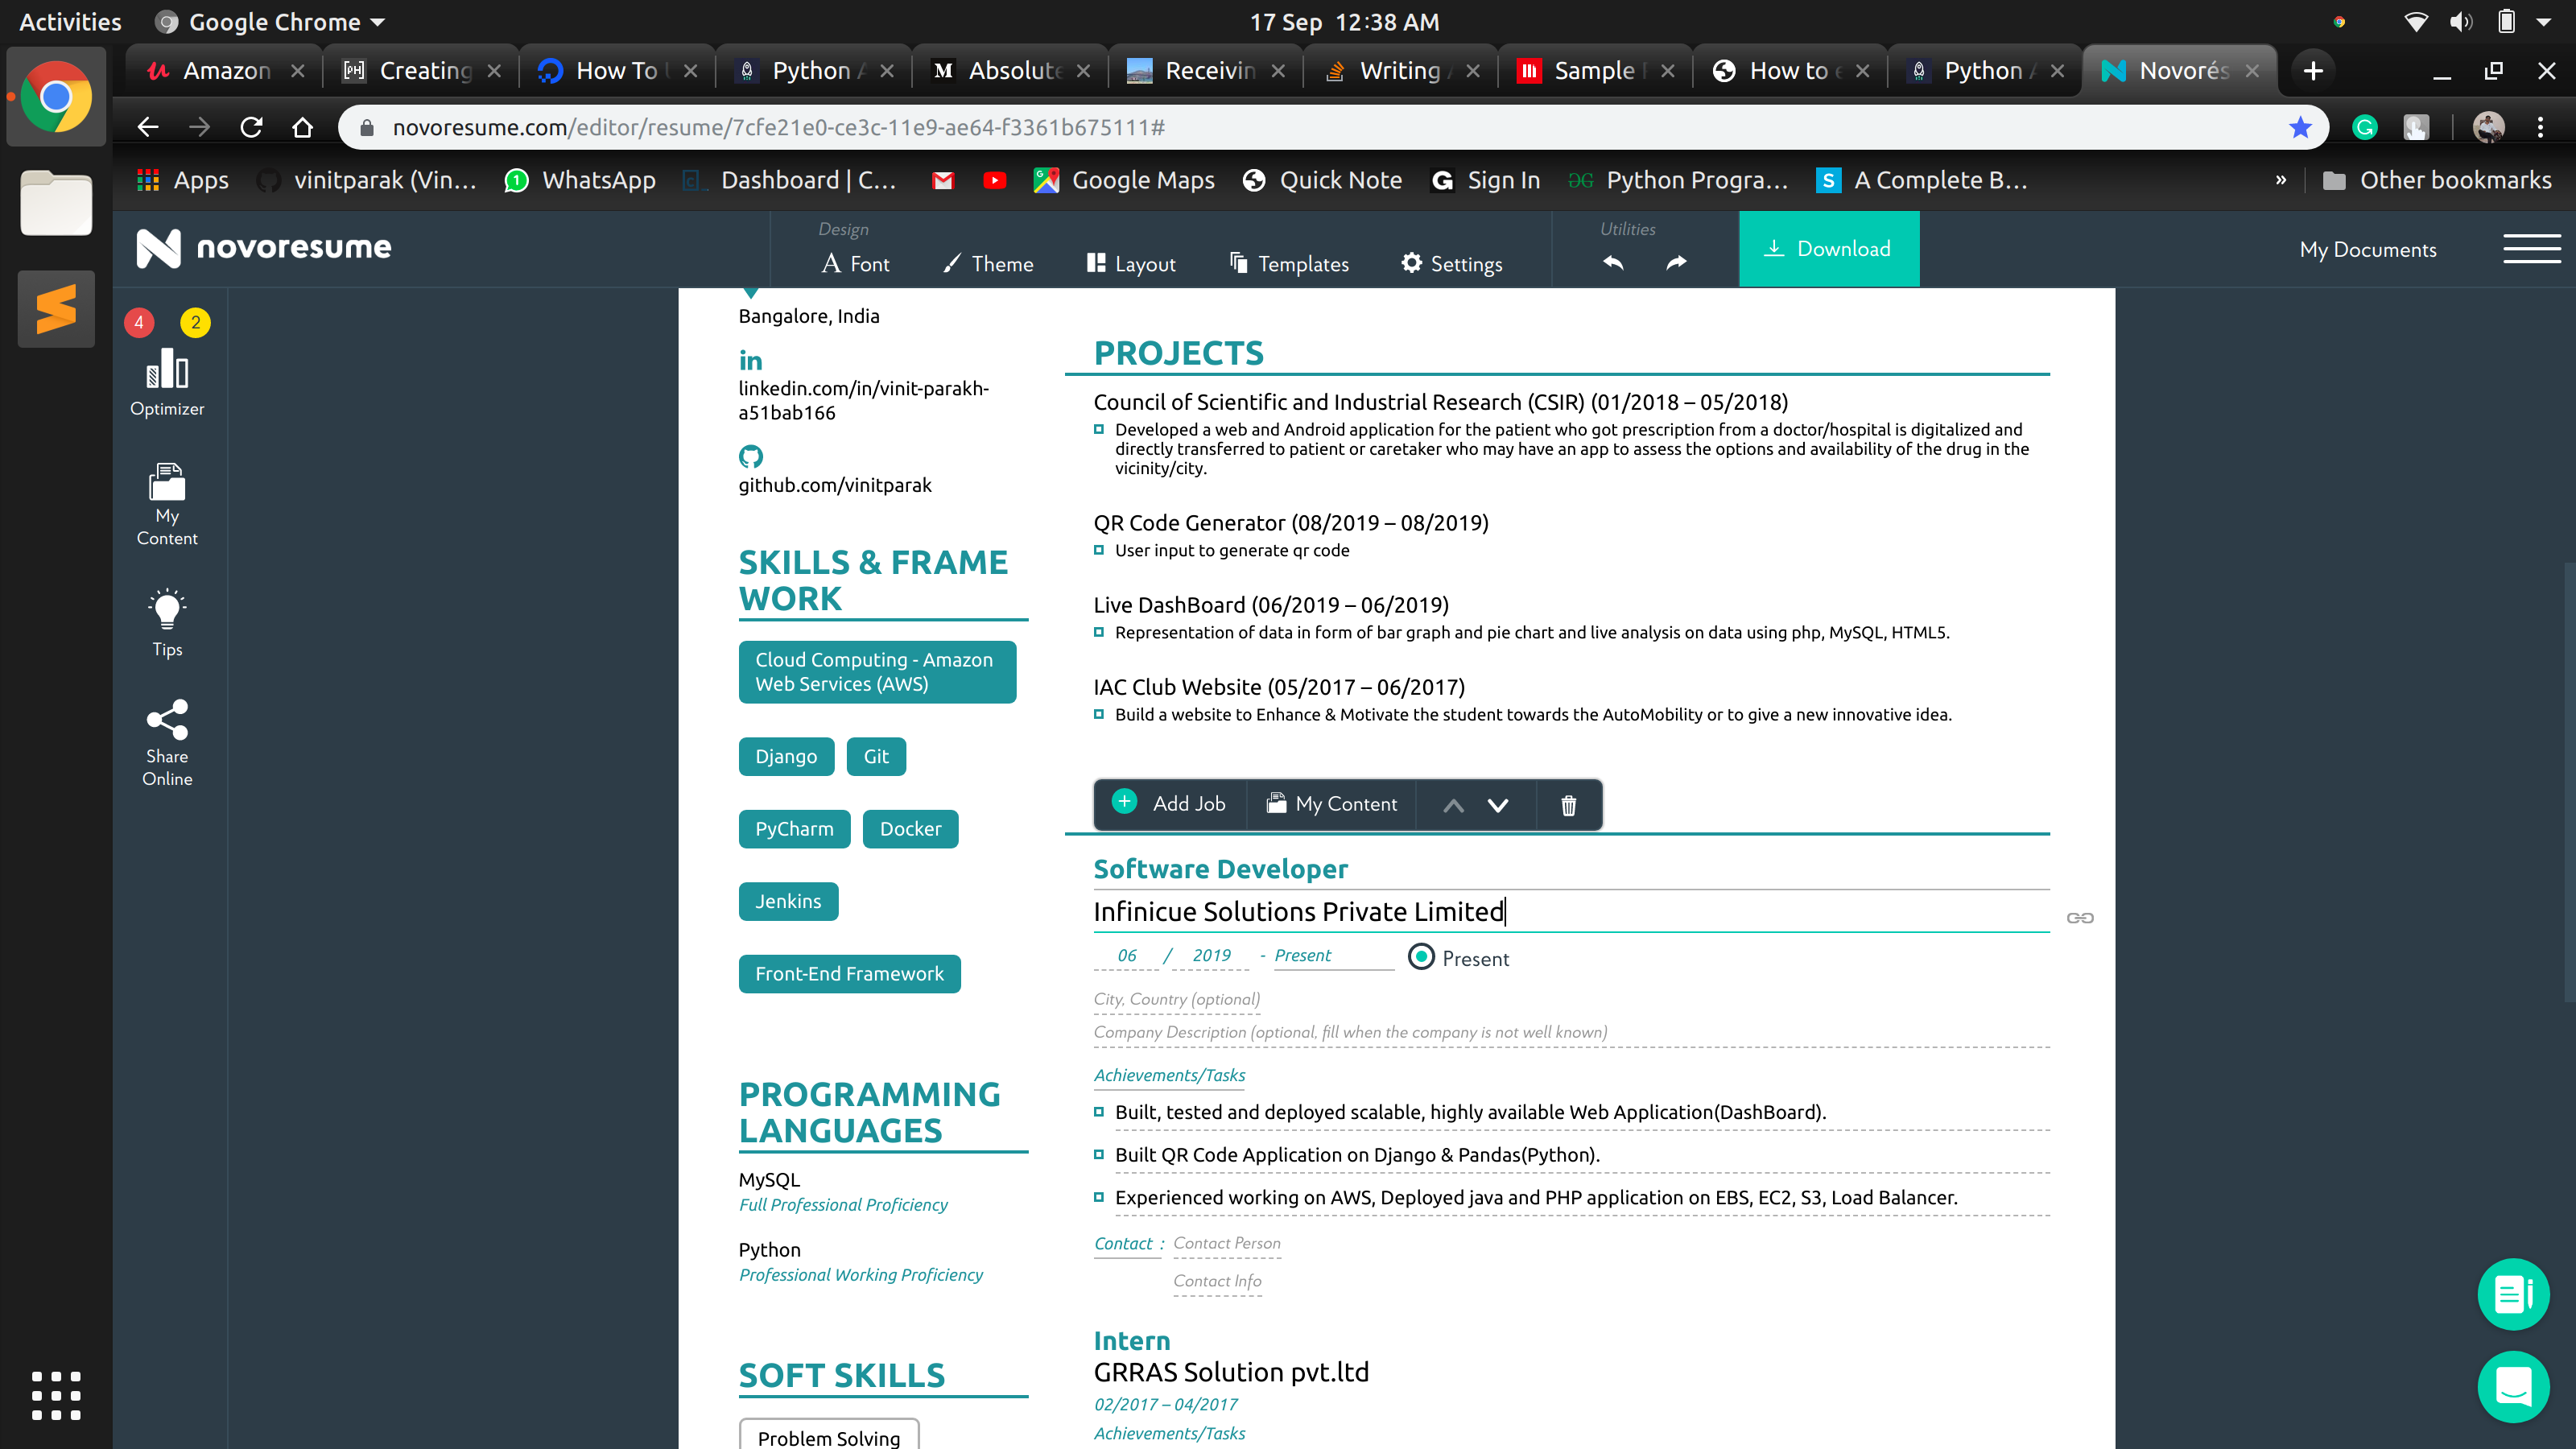 Activities
Google Chrome
17 Sep 12:38 AM
Amazon
Creating
How To
Python
Absolute
Receivin
Writing
Sample
How to
Python
Novorés
novoresume.com/editor/resume/7cfe21e0-ce3c-11e9-ae64-f3361b675111#
Apps
vinitparak (Vin...
WhatsApp
Dashboard | C...
Google Maps
Quick Note
Sign In
Python Progra...
A Complete B...
»
Other bookmarks
novoresume
Design
Font
Theme
Layout
Templates
Settings
Utilities
Download
My Documents
4
2
Optimizer
My
Content
Tips
Share
Online
Bangalore, India
in
linkedin.com/in/vinit-parakh-
a51bab166
github.com/vinitparak
SKILLS & FRAME
WORK
Cloud Computing - Amazon
Web Services (AWS)
Django
Git
PyCharm
Docker
Jenkins
Front-End Framework
PROGRAMMING
LANGUAGES
MySQL
Full Professional Proficiency
Python
Professional Working Proficiency
SOFT SKILLS
Problem Solving
PROJECTS
Council of Scientific and Industrial Research (CSIR) (01/2018 – 05/2018)
Developed a web and Android application for the patient who got prescription from a doctor/hospital is digitalized and
directly transferred to patient or caretaker who may have an app to assess the options and availability of the drug in the
vicinity/city.
QR Code Generator (08/2019 – 08/2019)
User input to generate qr code
Live DashBoard (06/2019 – 06/2019)
Representation of data in form of bar graph and pie chart and live analysis on data using php, MySQL, HTML5.
IAC Club Website (05/2017 – 06/2017)
Build a website to Enhance & Motivate the student towards the AutoMobility or to give a new innovative idea.
Add Job
My Content
Software Developer
Infinicue Solutions Private Limited
06 / 2019 - Present
Present
City, Country (optional)
Company Description (optional, fill when the company is not well known)
Achievements/Tasks
Built, tested and deployed scalable, highly available Web Application(DashBoard).
Built QR Code Application on Django & Pandas(Python).
Experienced working on AWS, Deployed java and PHP application on EBS, EC2, S3, Load Balancer.
Contact : Contact Person
Contact Info
Intern
GRRAS Solution pvt.ltd
02/2017 – 04/2017
Achievements/Tasks